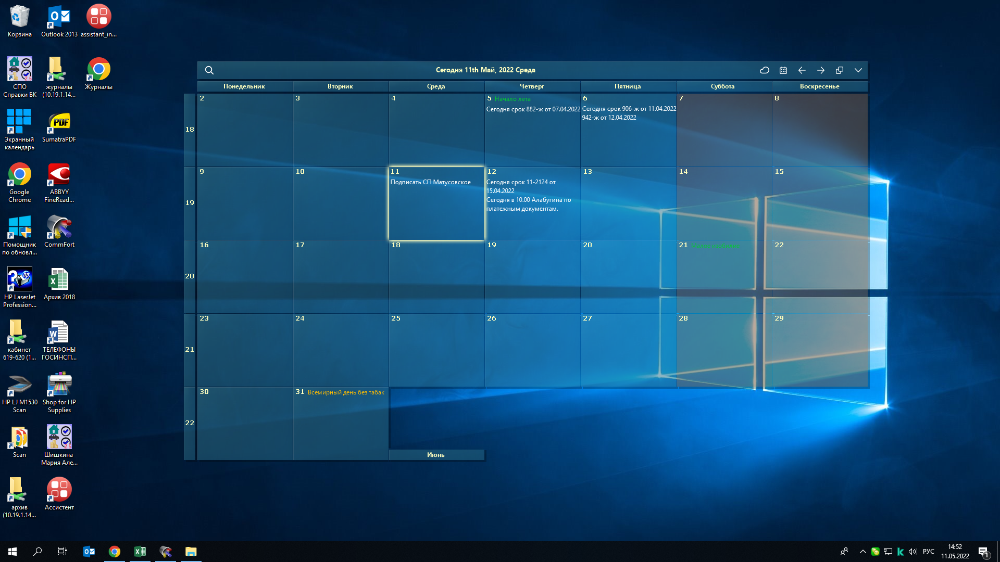 Корзина
Outlook 2013
assistant_in...
СПО
Справки БК
журналы
(10.19.1.14...
Журналы
Экранный
календарь
SumatraPDF
Google
Chrome
ABBYY
FineRead...
Помощник
по обновл...
CommFort
HP LaserJet
Profession...
Архив 2018
кабинет
619-620 (1...
ТЕЛЕФОНЫ
ГОСИНСП...
HP LJ M1530
Scan
Shop for HP
Supplies
Scan
Шишкина
Мария Але...
архив
(10.19.1.14...
Ассистент
Сегодня 11th Май, 2022 Среда
Понедельник Вторник Среда Четверг Пятница Суббота Воскресенье
18
2 3 4
5 Начало лета
Сегодня срок 882-ж от 07.04.2022
6
Сегодня срок 906-ж от 11.04.2022
942-ж от 12.04.2022
7 8
19
9 10 11
Подписать СП Матусовское
12
Сегодня срок 11-2124 от
15.04.2022
Сегодня в 10.00 Алабугина по
платежным документам.
13 14 15
20
16 17 18 19 20 21
22
21
23 24 25 26 27 28 29
22
30 31 Всемирный день без табак
Июнь
РУС
14:52
11.05.2022
1